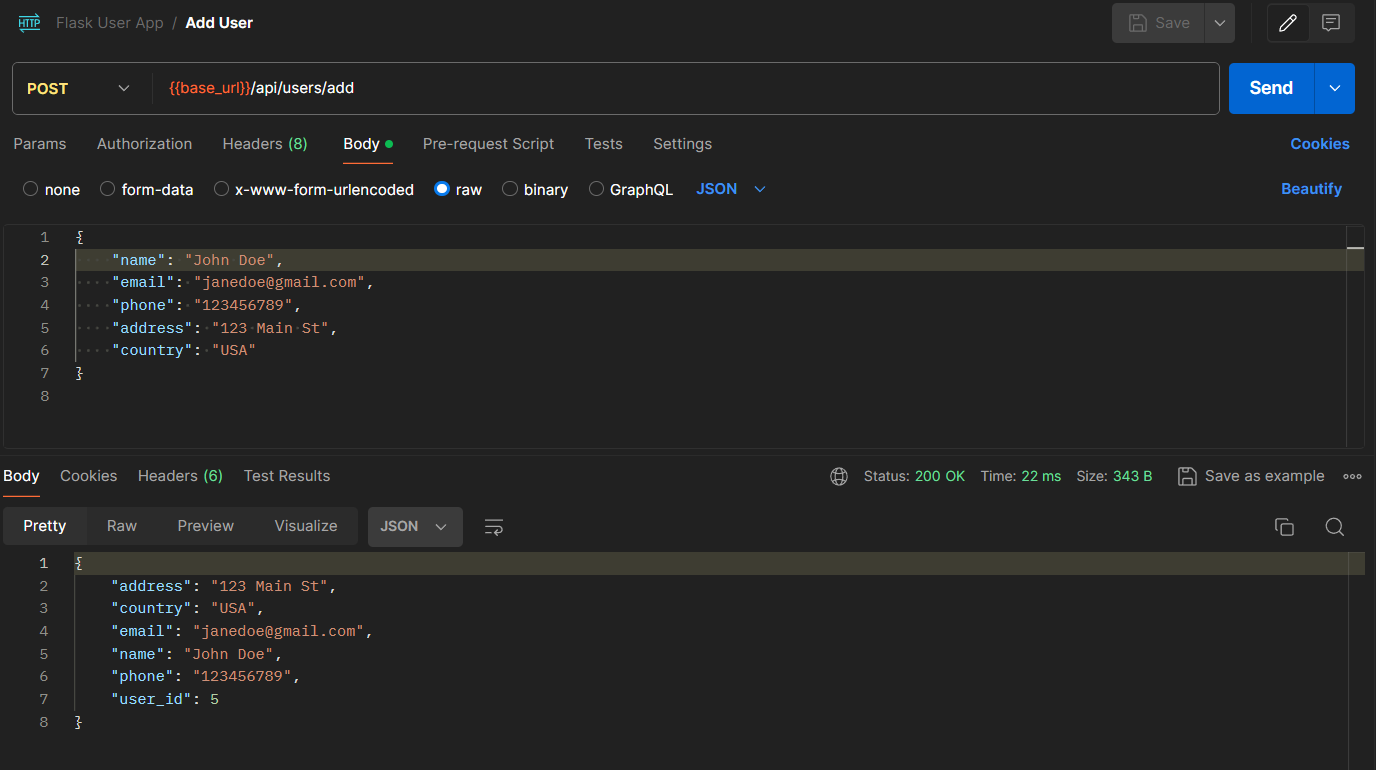 HTTP Flask User App / Add User Save
POST {{base_url}}/api/users/add Send
Params Authorization Headers (8) Body Pre-request Script Tests Settings Cookies
none form-data x-www-form-urlencoded raw binary GraphQL JSON Beautify
1 {
2 "name": "John Doe",
3 "email": "janedoe@gmail.com",
4 "phone": "123456789",
5 "address": "123 Main St",
6 "country": "USA"
7 }
8
Body Cookies Headers (6) Test Results Status: 200 OK Time: 22 ms Size: 343 B Save as example
Pretty Raw Preview Visualize JSON
1 {
2 "address": "123 Main St",
3 "country": "USA",
4 "email": "janedoe@gmail.com",
5 "name": "John Doe",
6 "phone": "123456789",
7 "user_id": 5
8 }